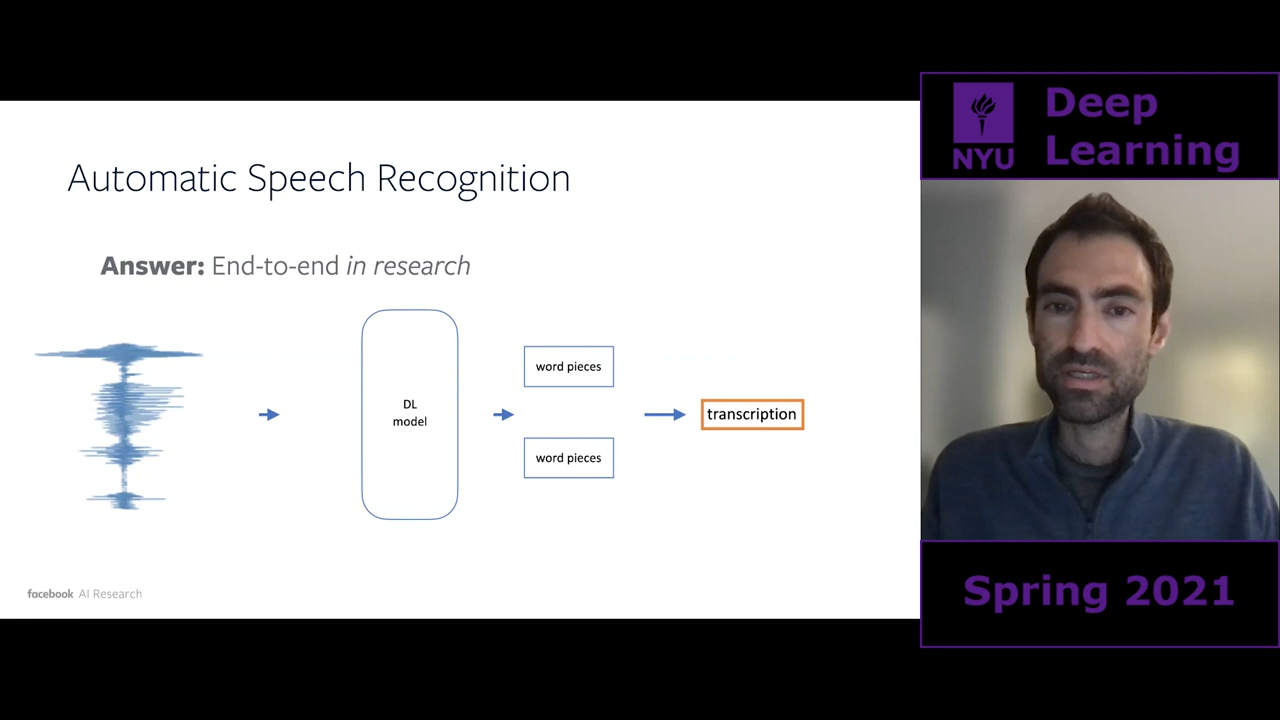 Automatic Speech Recognition
Answer: End-to-end in research
DL
model
word pieces
word pieces
transcription
facebook AI Research
NYU
Deep
Learning
Spring 2021